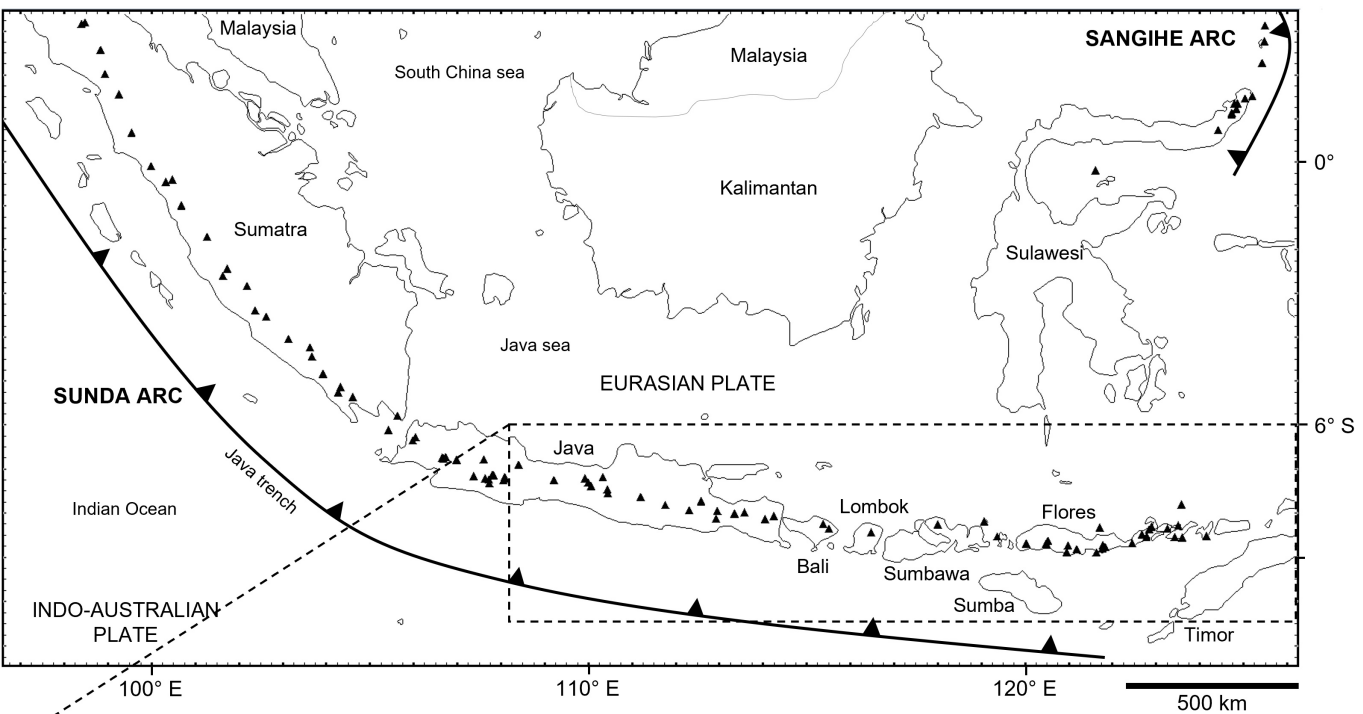 Malaysia
SANGIHE ARC
Malaysia
South China sea
0°
Kalimantan
Sumatra
Sulawesi
Java sea
EURASIAN PLATE
SUNDA ARC
6° S
Java
Java trench
Indian Ocean
Lombok
Flores
Bali
Sumbawa
Sumba
INDO-AUSTRALIAN
PLATE
Timor
100° E
110° E
120° E
500 km